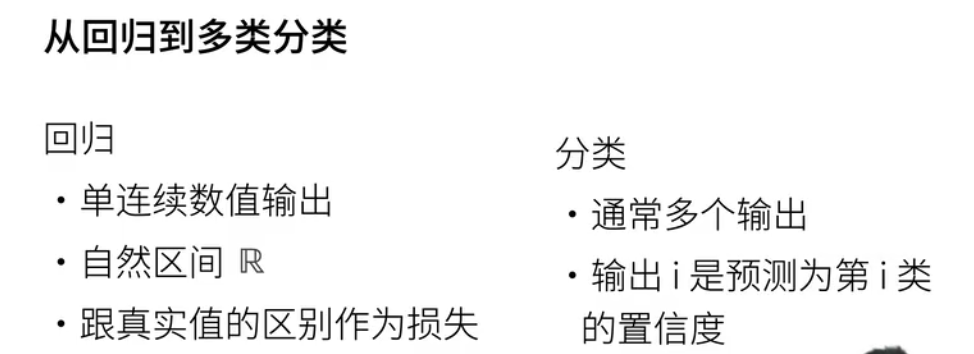 从回归到多类分类
回归
・单连续数值输出
・自然区间 ℝ
・跟真实值的区别作为损失
分类
・通常多个输出
・输出 i 是预测为第 i 类
的置信度